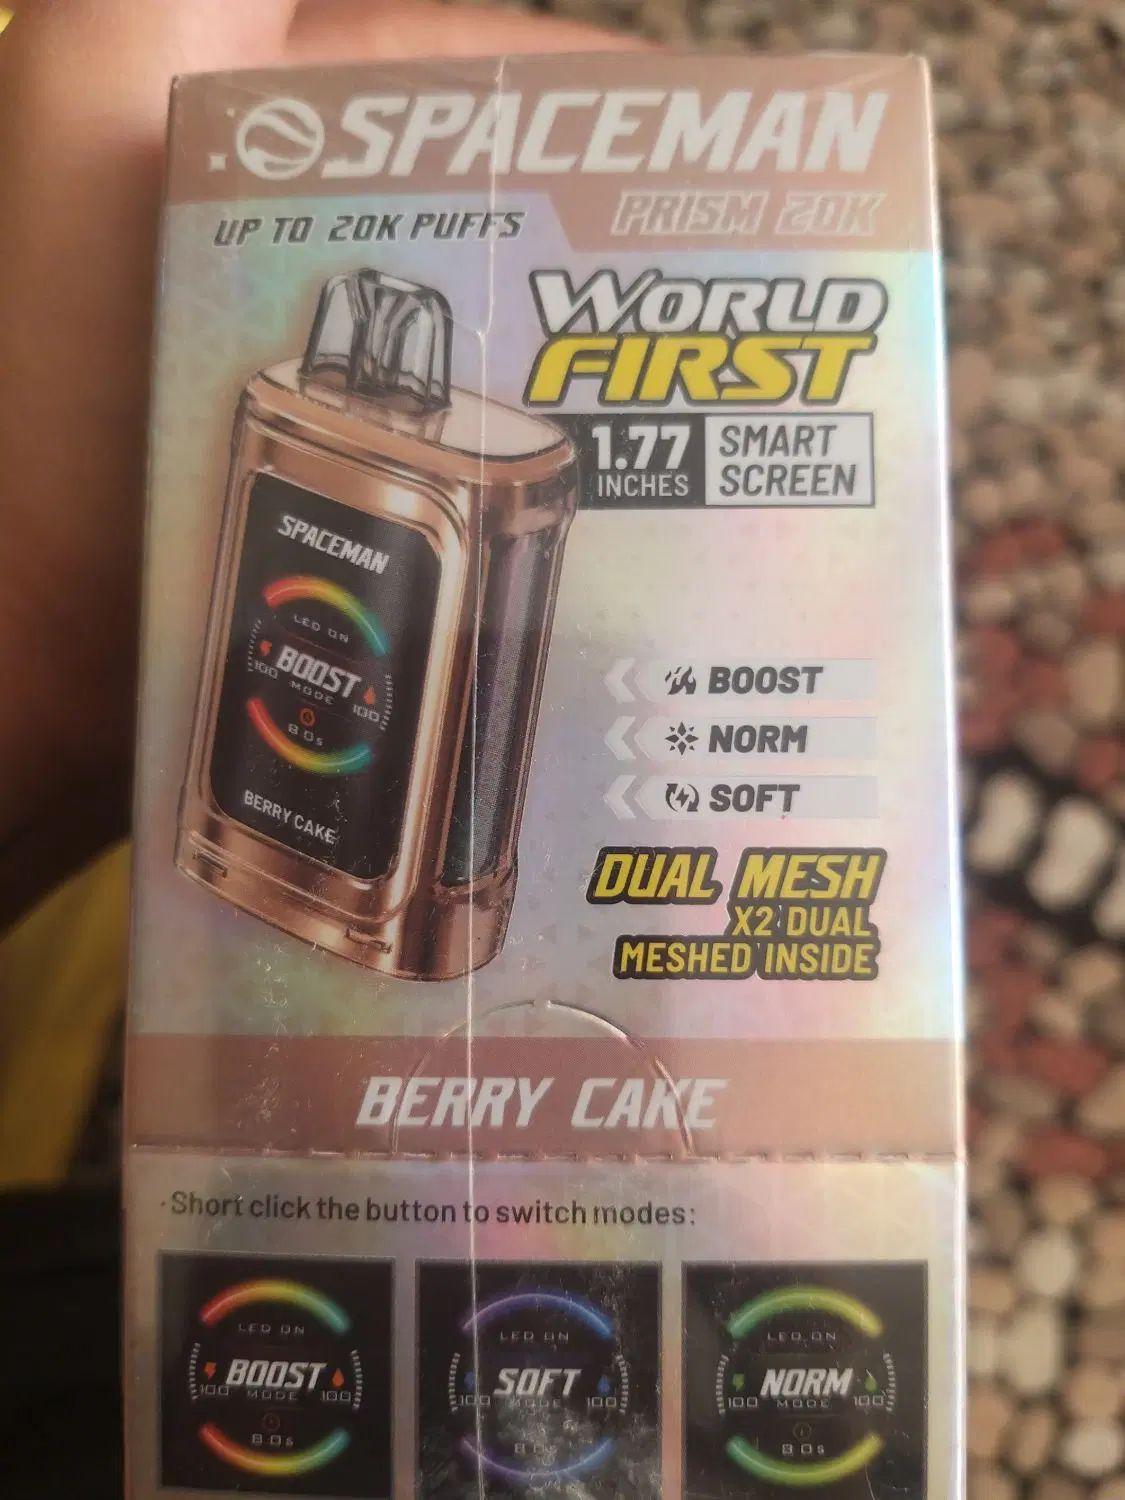 SPACEMAN
PRISM 20K
UP TO 20K PUFFS
WORLD
FIRST
1.77
INCHES
SMART
SCREEN
SPACEMAN
LED ON
BOOST
100 MODE 100
8.0s
BERRY CAKE
BOOST
NORM
SOFT
DUAL MESH
X2 DUAL
MESHED INSIDE
BERRY CAKE
·Short click the button to switch modes:
LED ON
BOOST
100 MODE 100
8.0s
LED ON
SOFT
100 MODE 100
8.0s
LED ON
NORM
100 MODE 100
8.0s